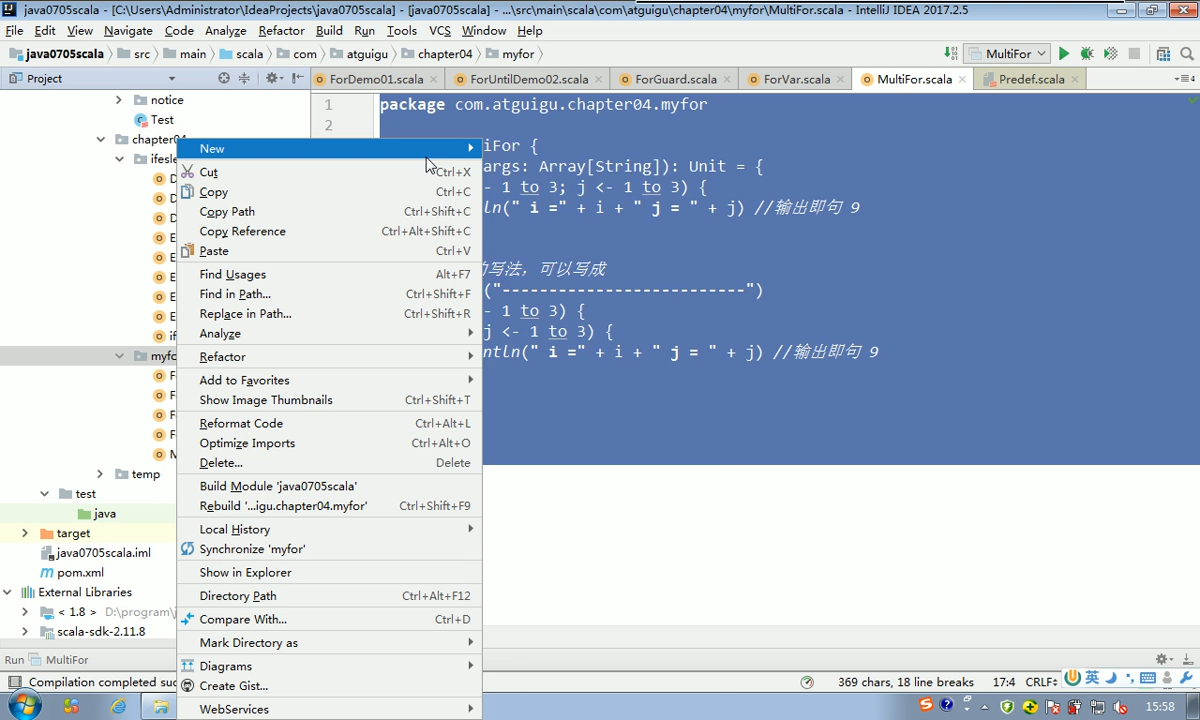 java0705scala - [C:\Users\Administrator\IdeaProjects\java0705scala] - [java0705scala] - ...\src\main\scala\com\atguigu\chapter04\myfor\MultiFor.scala - IntelliJ IDEA 2017.2.5
File Edit View Navigate Code Analyze Refactor Build Run Tools VCS Window Help
java0705scala src main scala com atguigu chapter04 myfor MultiFor
Project ForDemo01.scala ForUntilDemo02.scala ForGuard.scala ForVar.scala MultiFor.scala Predef.scala
notice
Test
chapter04
ifesle
D
D
D
E
E
E
E
E
if
myfo
F
F
F
F
M
temp
test
java
target
java0705scala.iml
pom.xml
External Libraries
< 1.8 > D:\program\j
scala-sdk-2.11.8
New
Cut Ctrl+X
Copy Ctrl+C
Copy Path Ctrl+Shift+C
Copy Reference Ctrl+Alt+Shift+C
Paste Ctrl+V
Find Usages Alt+F7
Find in Path... Ctrl+Shift+F
Replace in Path... Ctrl+Shift+R
Analyze
Refactor
Add to Favorites
Show Image Thumbnails Ctrl+Shift+T
Reformat Code Ctrl+Alt+L
Optimize Imports Ctrl+Alt+O
Delete... Delete
Build Module 'java0705scala'
Rebuild '...igu.chapter04.myfor' Ctrl+Shift+F9
Local History
Synchronize 'myfor'
Show in Explorer
Directory Path Ctrl+Alt+F12
Compare With... Ctrl+D
Mark Directory as
Diagrams
Create Gist...
WebServices
1 package com.atguigu.chapter04.myfor
2
iFor {
args: Array[String]): Unit = {
- 1 to 3; j <- 1 to 3) {
ln(" i =" + i + " j = " + j) //输出即句 9
写法，可以写成
("--------------------------")
- 1 to 3) {
j <- 1 to 3) {
ntln(" i =" + i + " j = " + j) //输出即句 9
Run MultiFor
Compilation completed suc 369 chars, 18 line breaks 17:4 CRLF÷
英
15:58